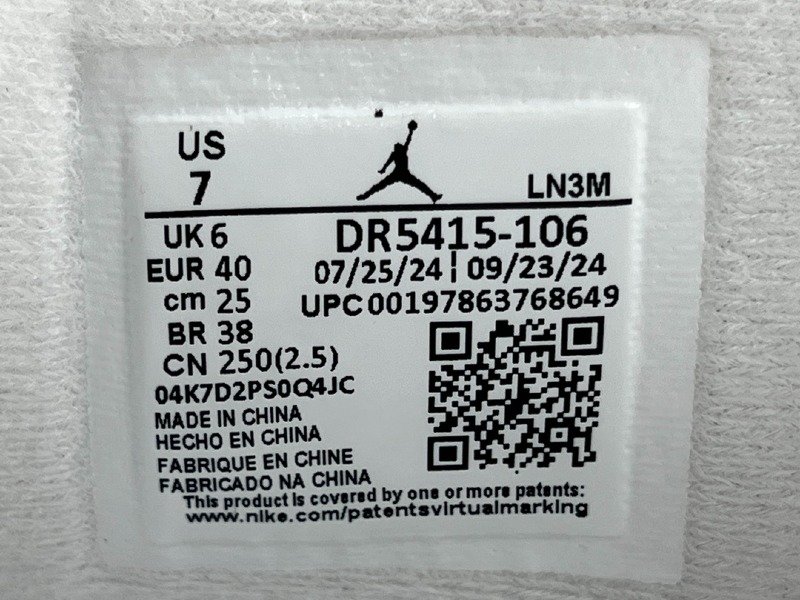 US
7
LN3M
UK 6
DR5415-106
EUR 40
07/25/24 | 09/23/24
cm 25
UPC00197863768649
BR 38
CN 250(2.5)
04K7D2PS0Q4JC
MADE IN CHINA
HECHO EN CHINA
FABRIQUE EN CHINE
FABRICADO NA CHINA
This product is covered by one or more patents:
www.nike.com/patentsvirtualmarking